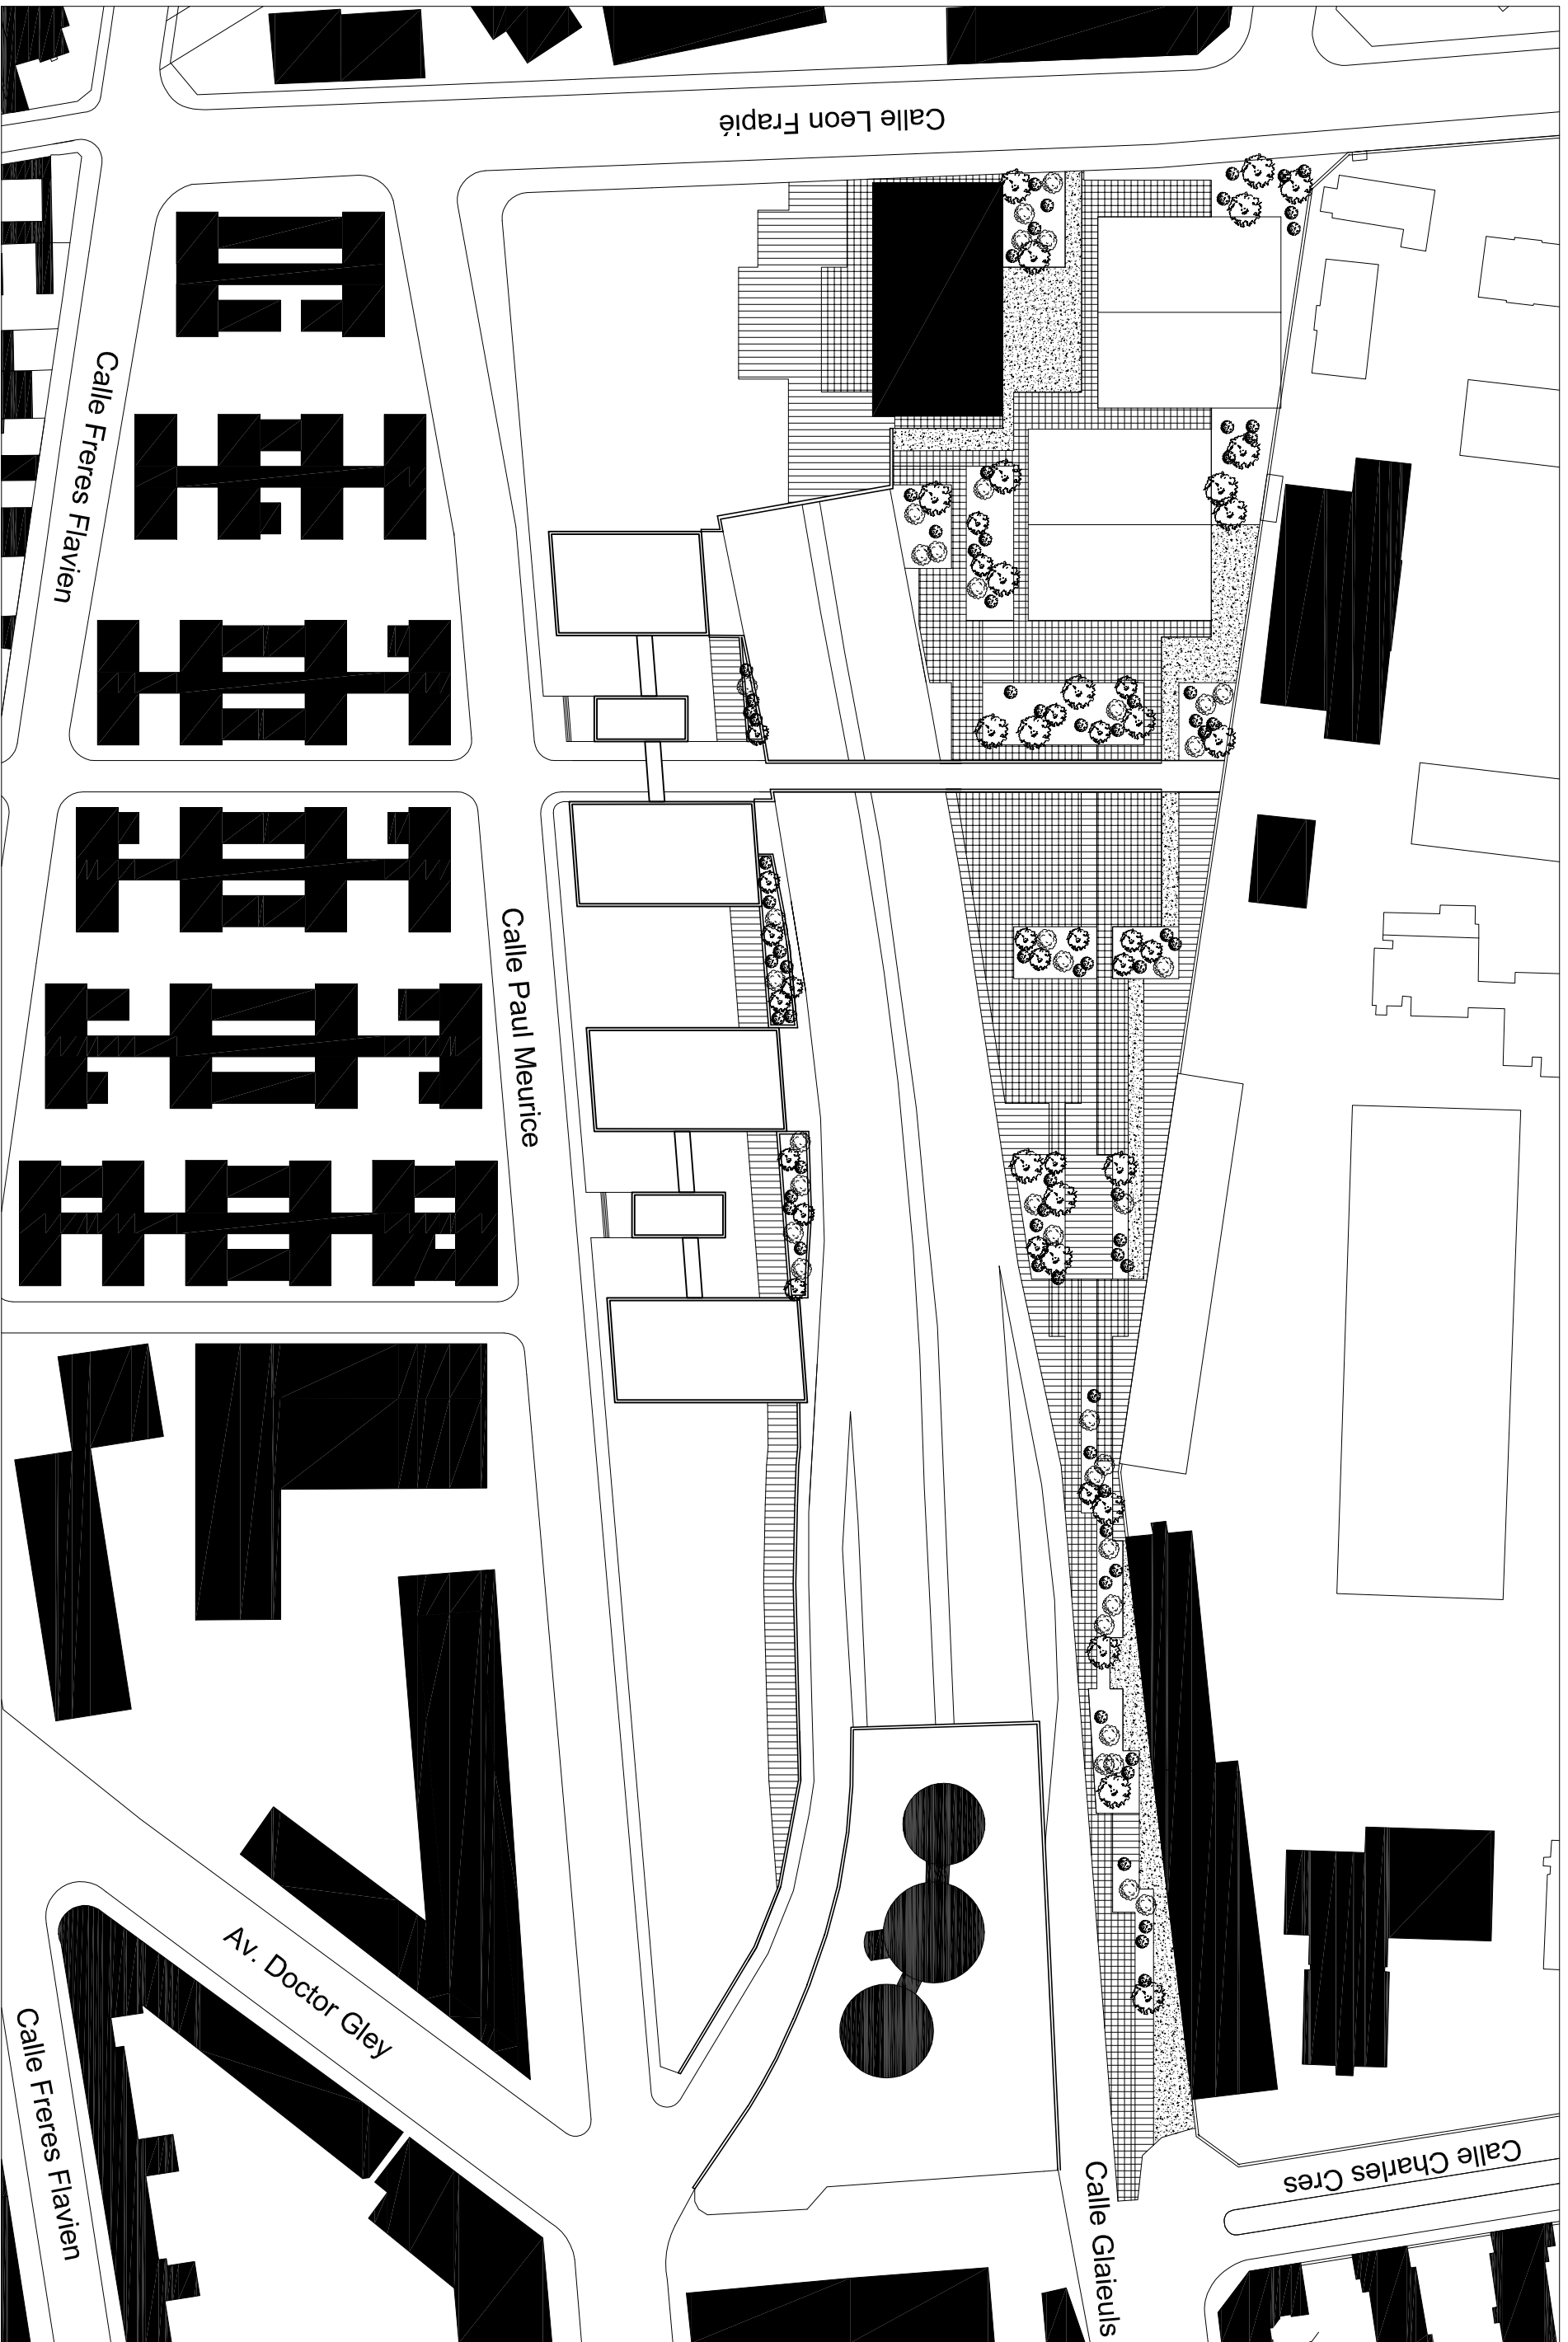 Calle Leon Frapié
Calle Freres Flavien
Calle Paul Meurice
Av. Doctor Gley
Calle Freres Flavien
Calle Charles Cres
Calle Glaieuls